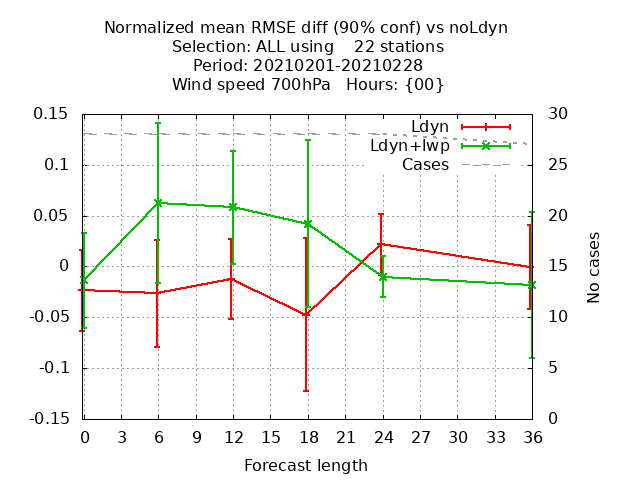 Normalized mean RMSE diff (90% conf) vs noLdyn
Selection: ALL using    22 stations
Period: 20210201-20210228
Wind speed 700hPa   Hours: {00}
0.15
0.1
0.05
0
-0.05
-0.1
-0.15
Ldyn
Ldyn+lwp
Cases
30
25
20
15
10
5
0
No cases
0 3 6 9 12 15 18 21 24 27 30 33 36
Forecast length